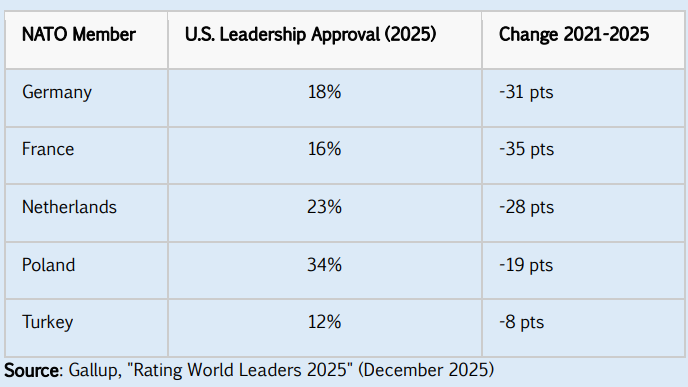 NATO Member U.S. Leadership Approval (2025) Change 2021-2025
Germany 18% -31 pts
France 16% -35 pts
Netherlands 23% -28 pts
Poland 34% -19 pts
Turkey 12% -8 pts
Source: Gallup, "Rating World Leaders 2025" (December 2025)